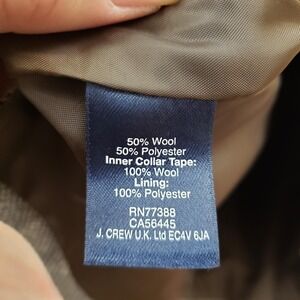 50% Wool
50% Polyester
Inner Collar Tape:
100% Wool
Lining:
100% Polyester
RN77388
CA56445
J. CREW U.K. Ltd EC4V 6JA